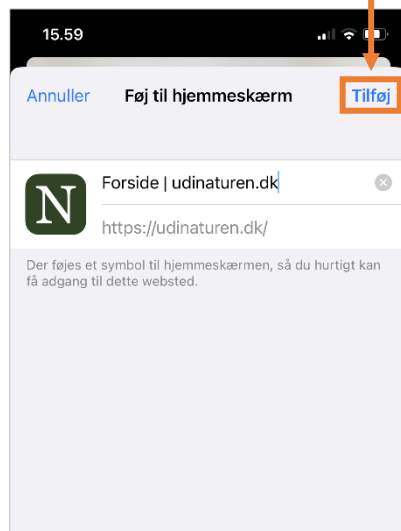 15.59
Annuller Føj til hjemmeskærm Tilføj
N
Forside | udinaturen.dk
https://udinaturen.dk/
Der føjes et symbol til hjemmeskærmen, så du hurtigt kan
få adgang til dette websted.